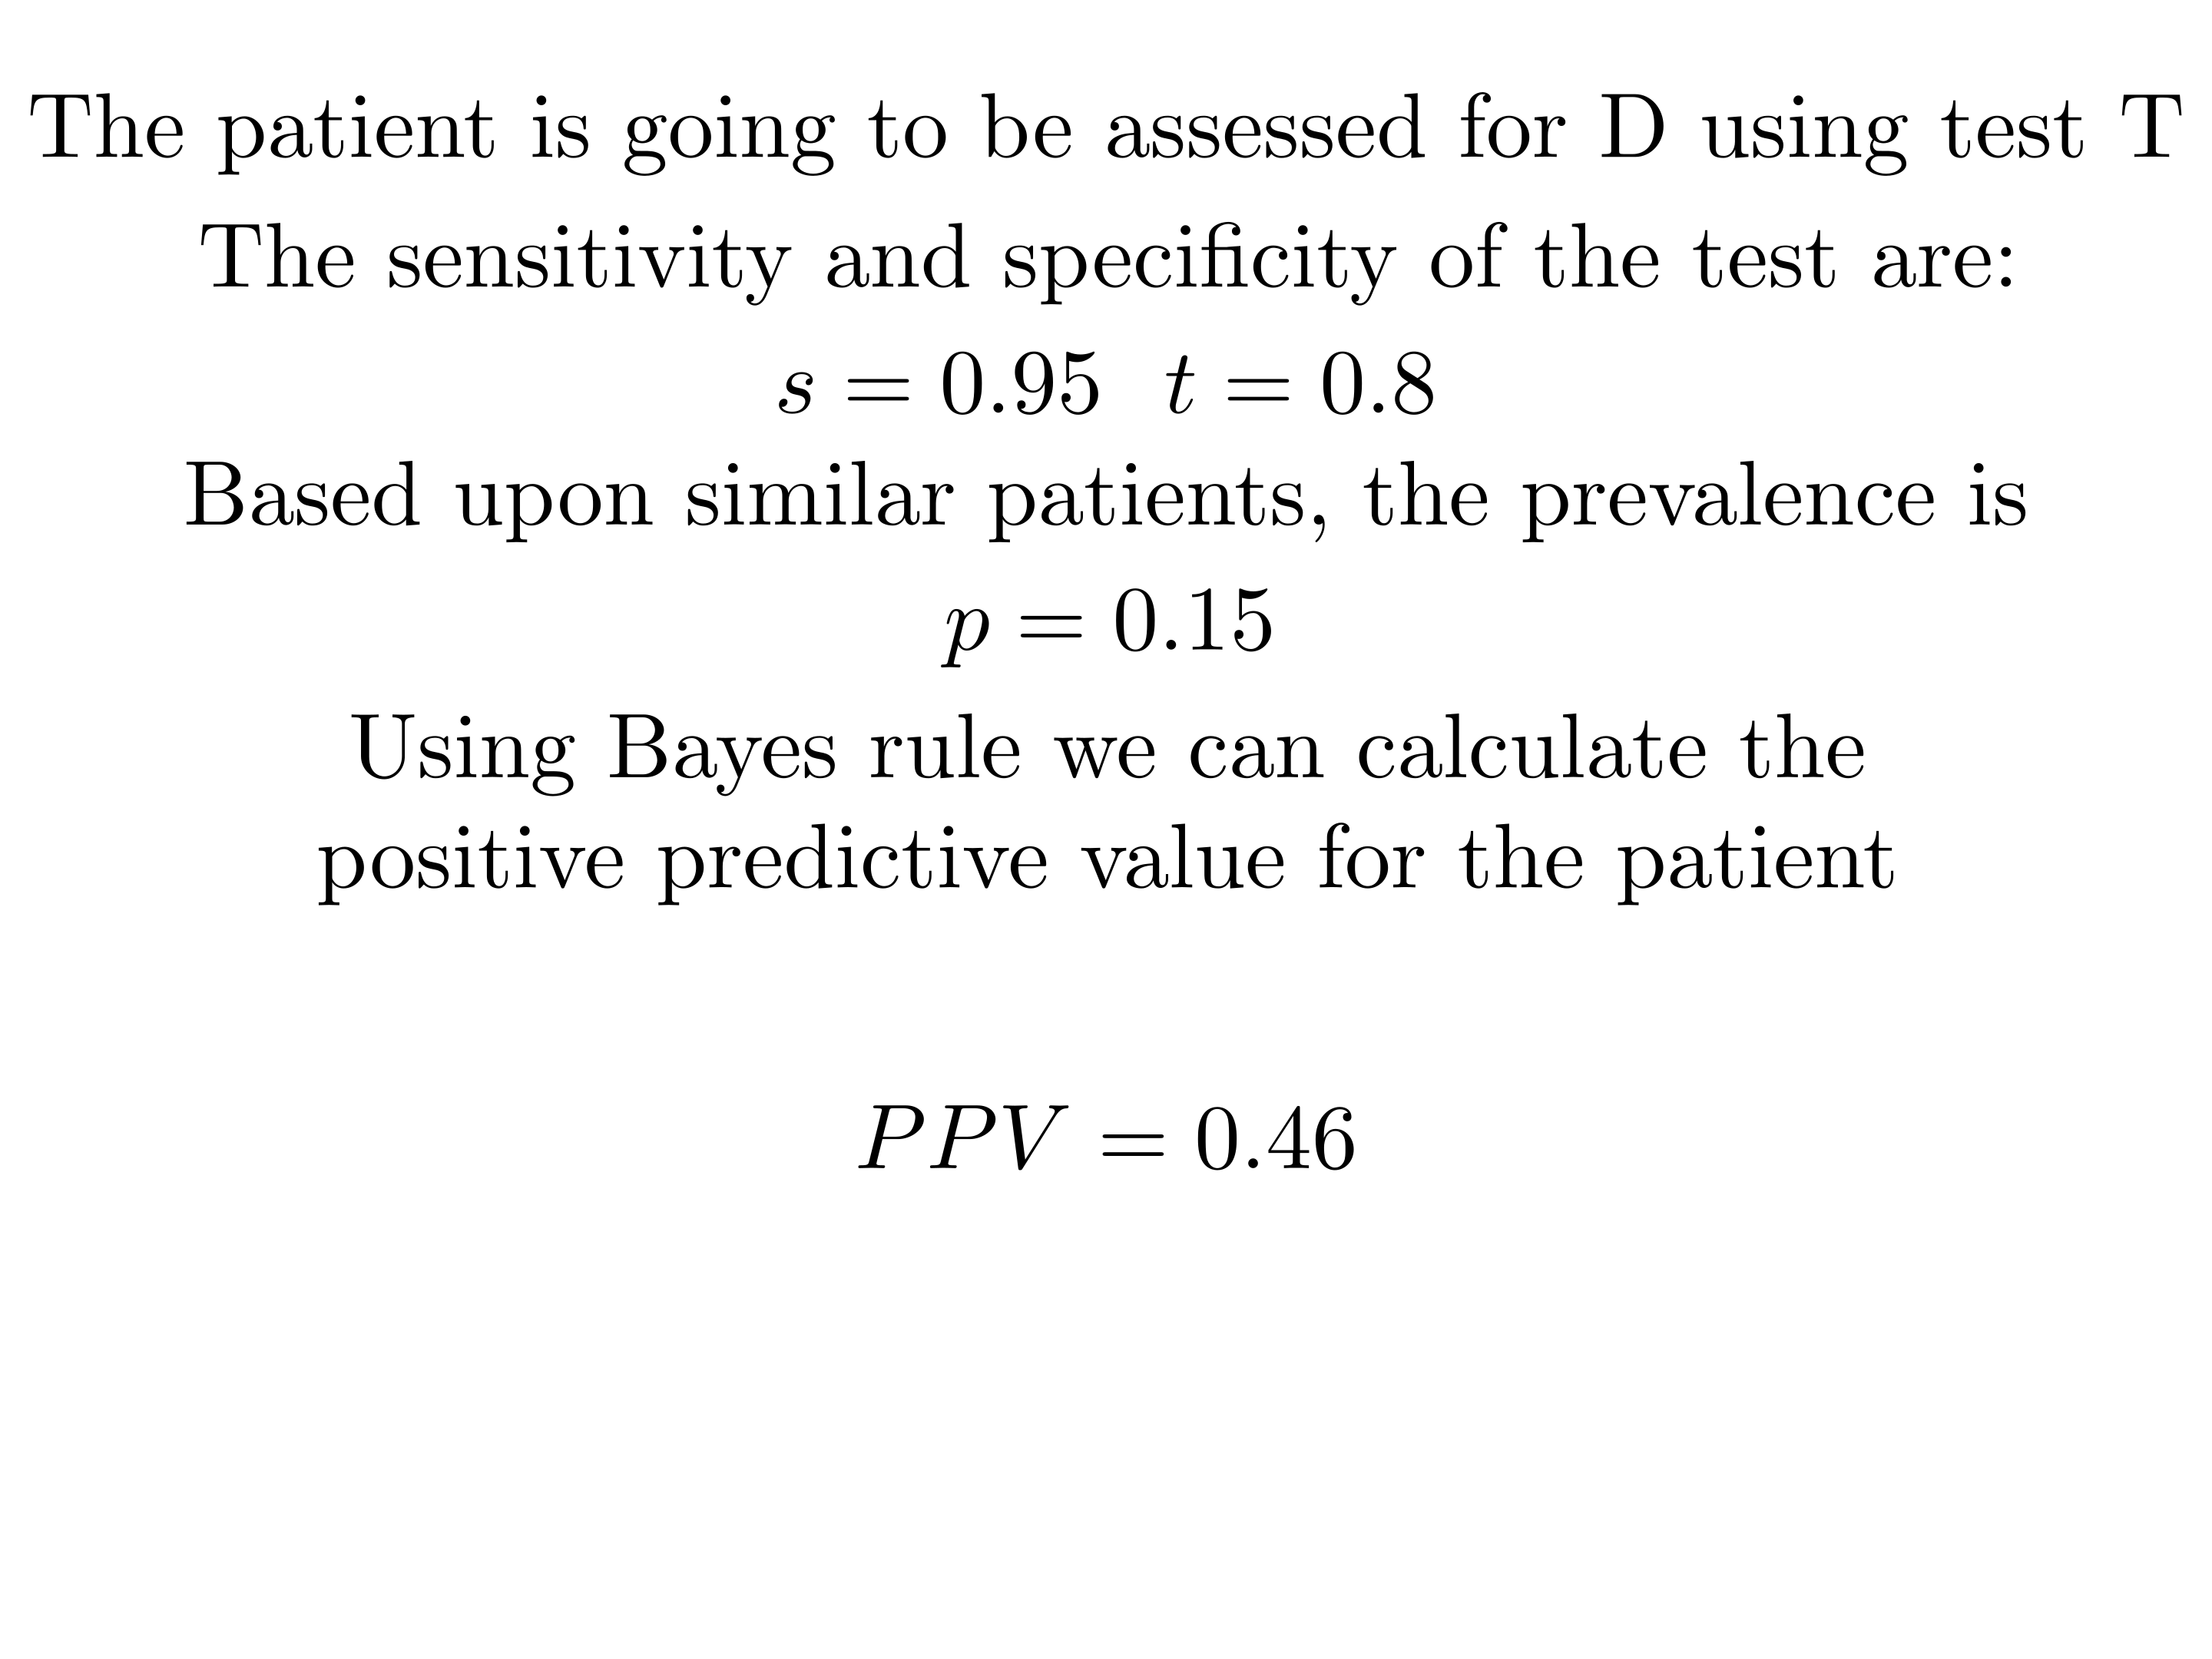 The patient is going to be assessed for D using test T
The sensitivity and specificity of the test are:
s = 0.95 t = 0.8
Based upon similar patients, the prevalence is
p = 0.15
Using Bayes rule we can calculate the
positive predictive value for the patient
PPV = 0.46